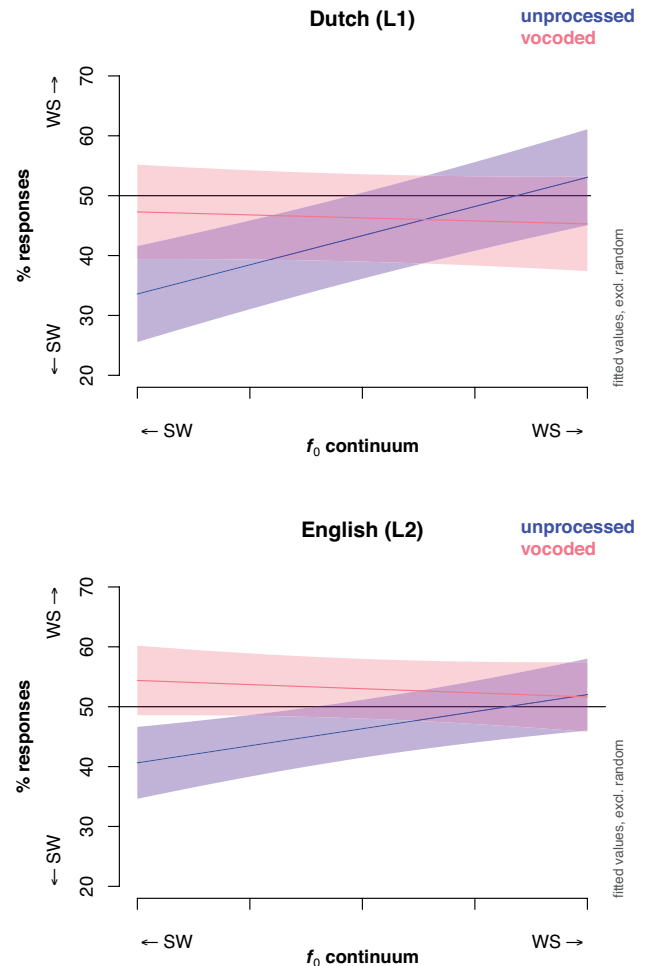 Dutch (L1)
unprocessed
vocoded
% responses
WS →
← SW
70
60
50
40
30
20
fitted values, excl. random
← SW
WS →
f₀ continuum
English (L2)
unprocessed
vocoded
% responses
WS →
← SW
70
60
50
40
30
20
fitted values, excl. random
← SW
WS →
f₀ continuum